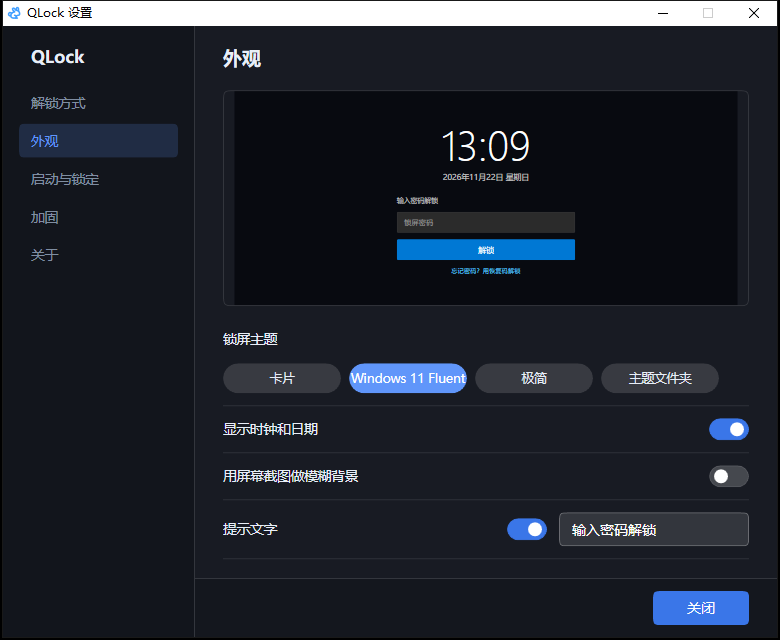 QLock 设置
QLock
解锁方式
外观
启动与锁定
加固
关于
外观
13:09
2026年11月22日 星期日
输入密码解锁
锁屏密码
解锁
忘记密码？用恢复码解锁
锁屏主题
卡片
Windows 11 Fluent
极简
主题文件夹
显示时钟和日期
用屏幕截图做模糊背景
提示文字
输入密码解锁
关闭